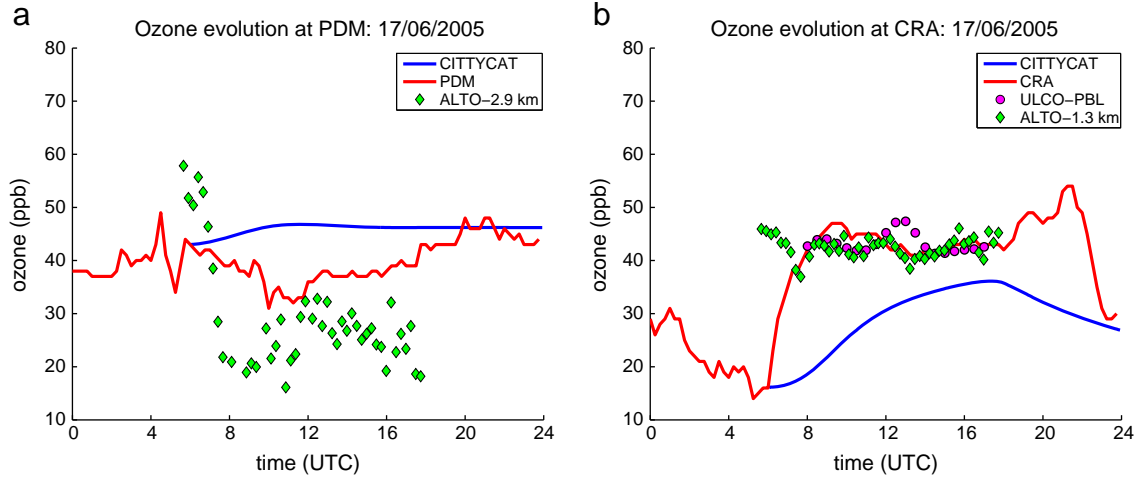 a
Ozone evolution at PDM: 17/06/2005
CITTYCAT
PDM
ALTO−2.9 km
ozone (ppb)
80
70
60
50
40
30
20
10
0 4 8 12 16 20 24
time (UTC)
b
Ozone evolution at CRA: 17/06/2005
CITTYCAT
CRA
ULCO−PBL
ALTO−1.3 km
ozone (ppb)
80
70
60
50
40
30
20
10
0 4 8 12 16 20 24
time (UTC)